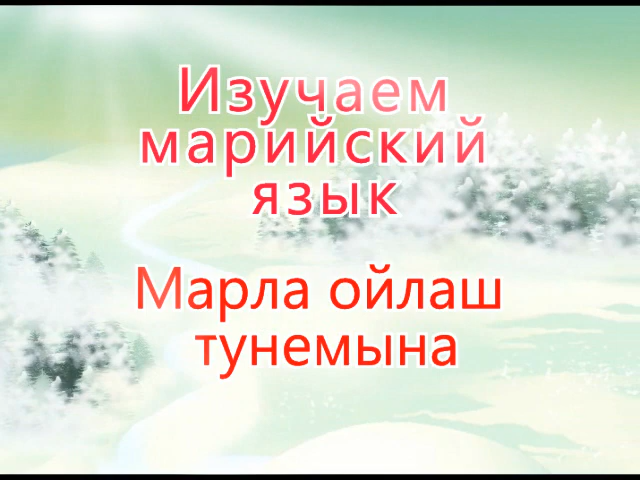 Изучаем
марийский
язык
Марла ойлаш
тунемына